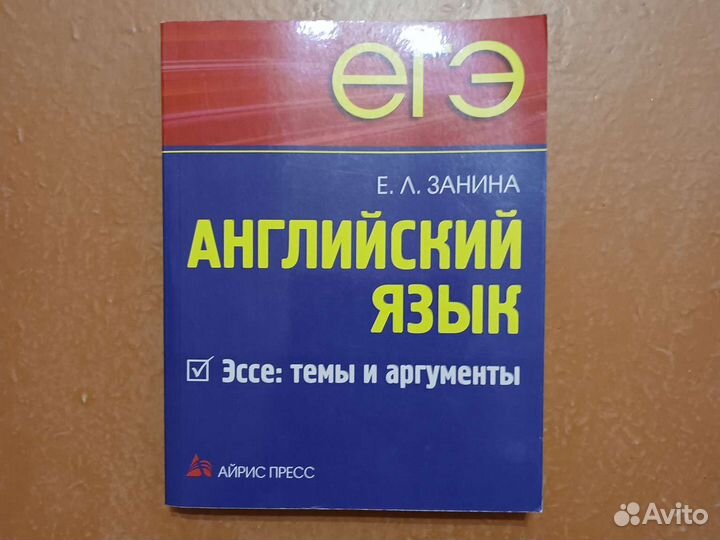 егэ
Е. Л. ЗАНИНА
АНГЛИЙСКИЙ
ЯЗЫК
Эссе: темы и аргументы
АЙРИС ПРЕСС
Avito